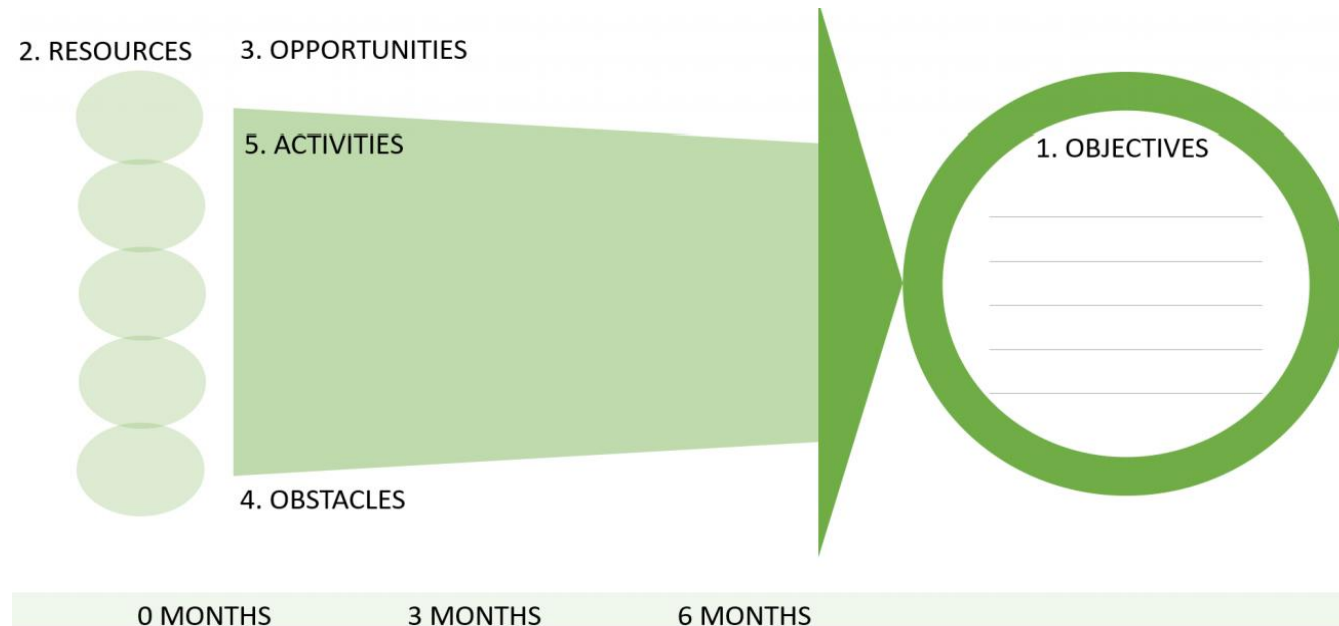 2. RESOURCES
3. OPPORTUNITIES
5. ACTIVITIES
1. OBJECTIVES
4. OBSTACLES
0 MONTHS
3 MONTHS
6 MONTHS